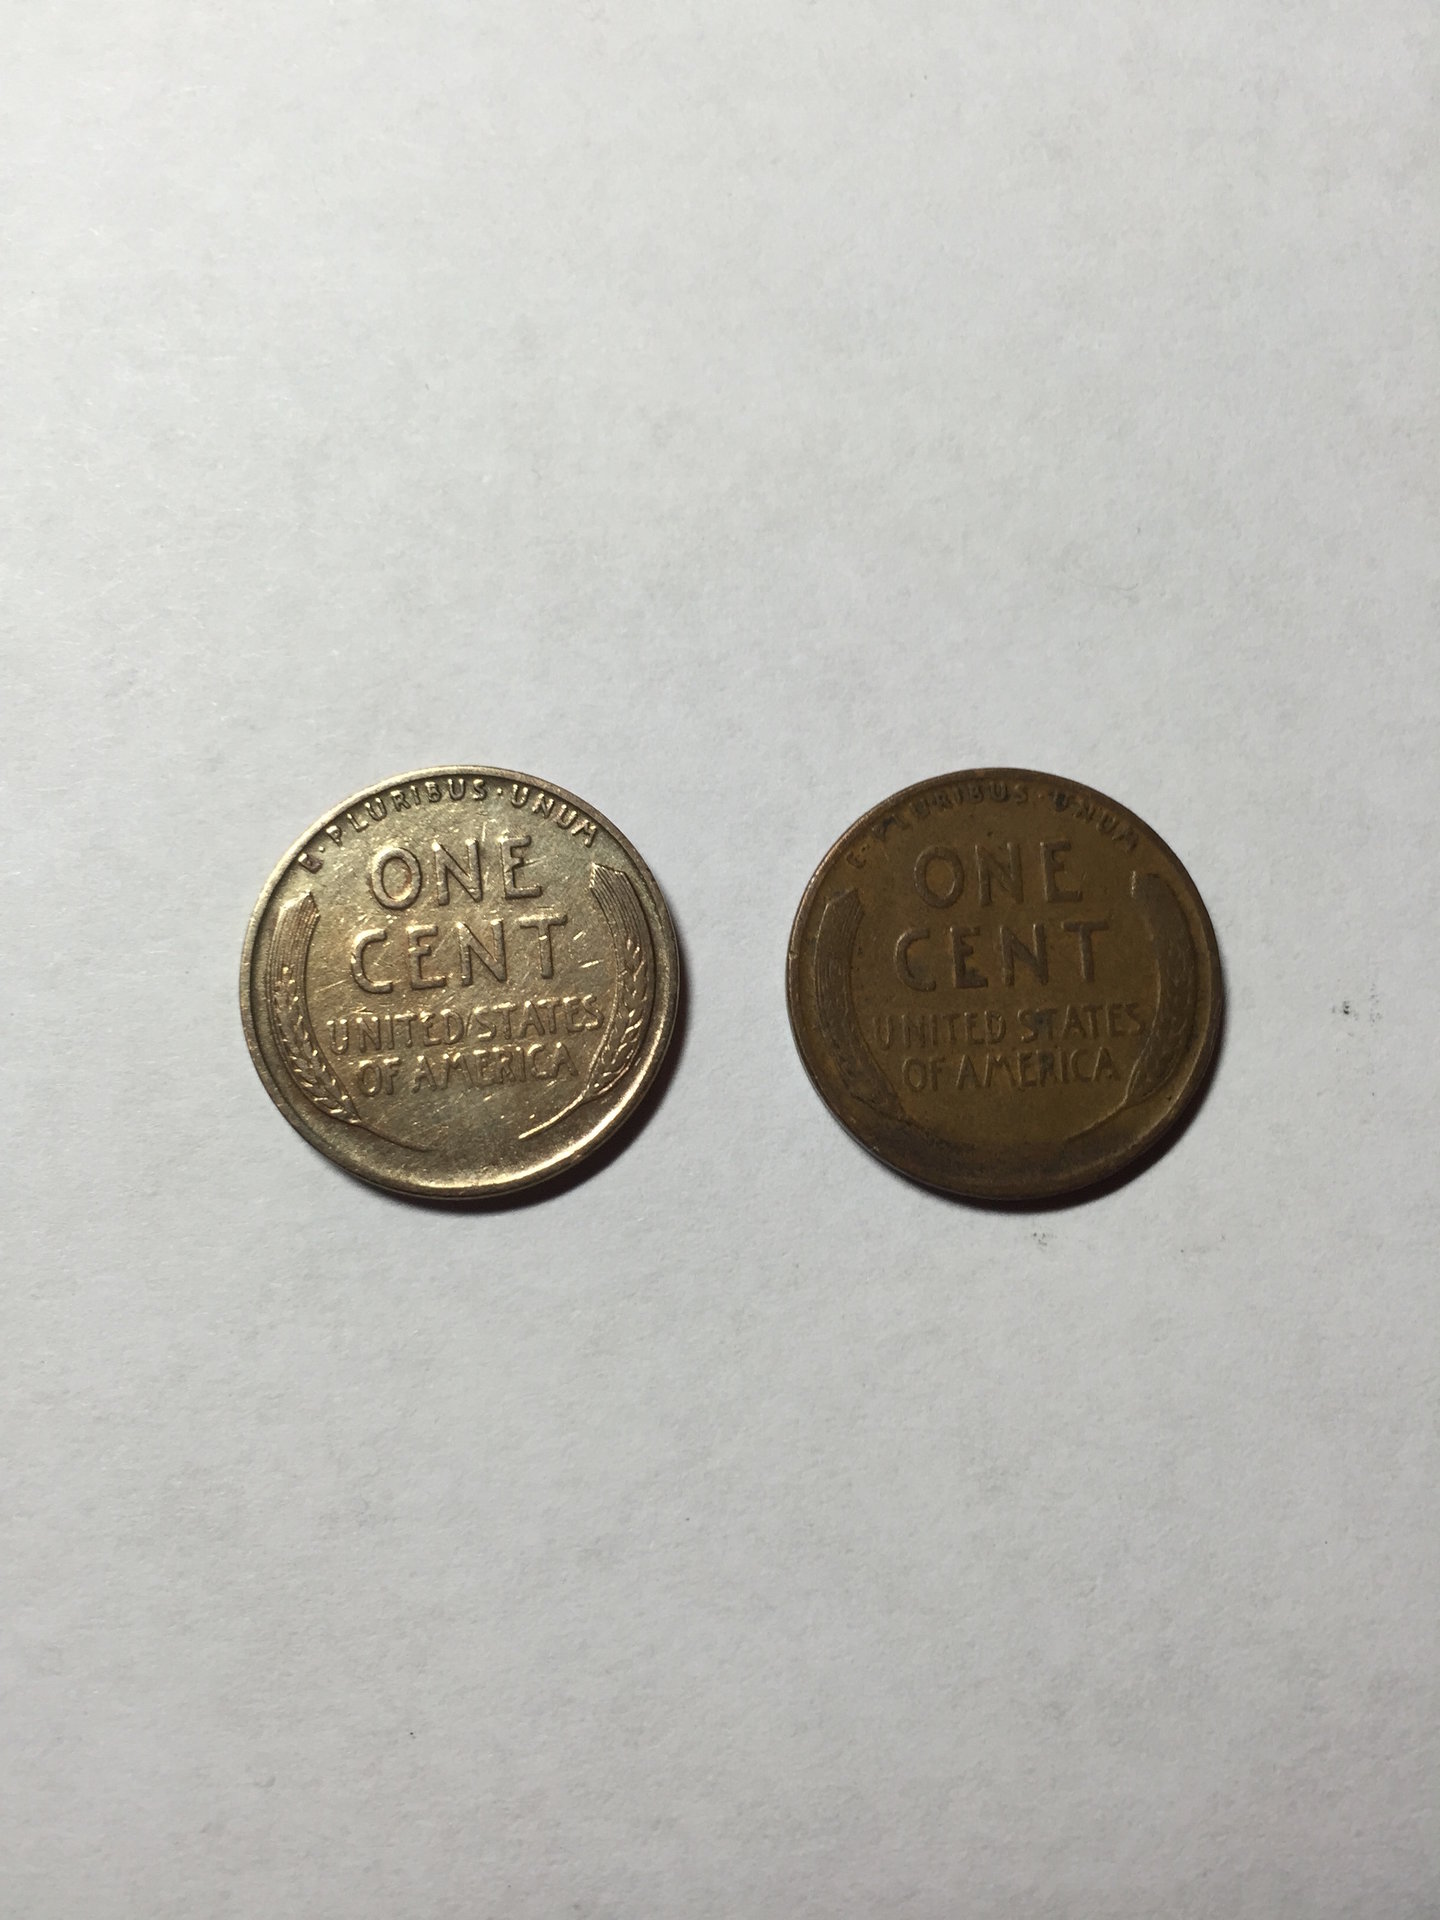 E·PLURIBUS·UNUM
ONE
CENT
UNITED STATES
OF AMERICA
E·PLURIBUS·UNUM
ONE
CENT
UNITED STATES
OF AMERICA